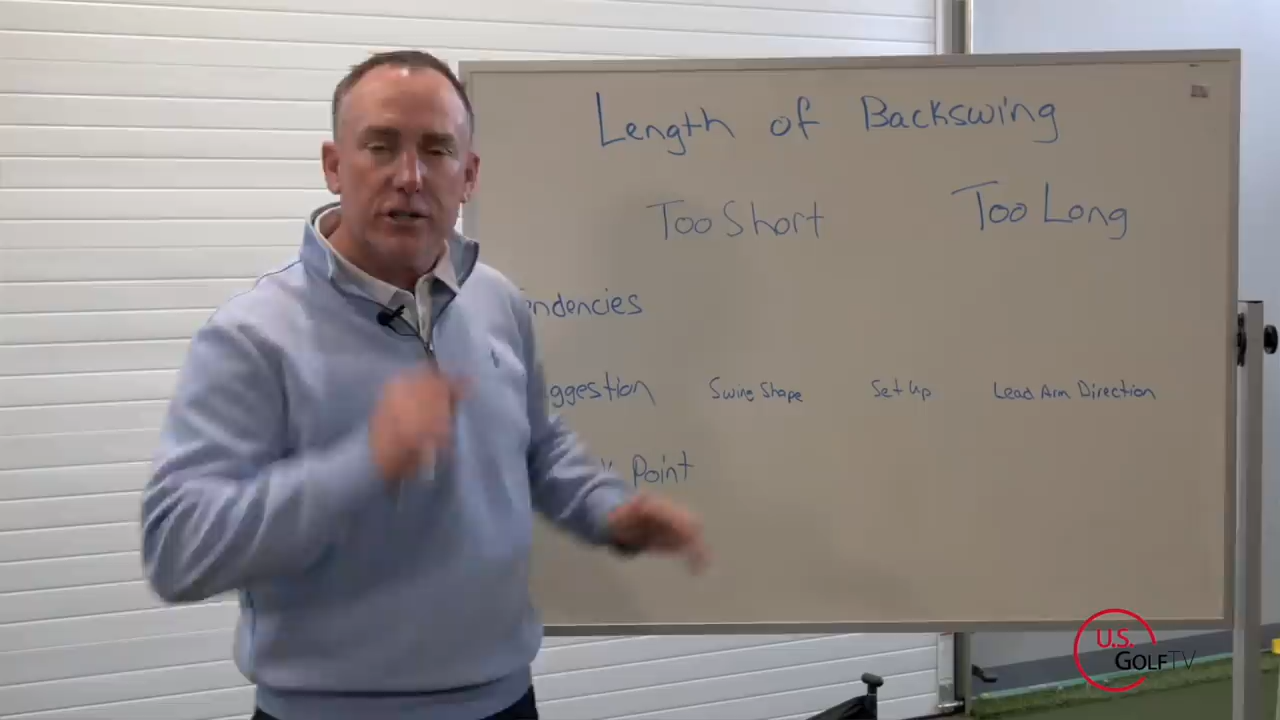 Length of Backswing
Too Short Too Long
endencies
ggestion Swing Shape Set Up Lead Arm Direction
Point
U.S.
GOLFTV